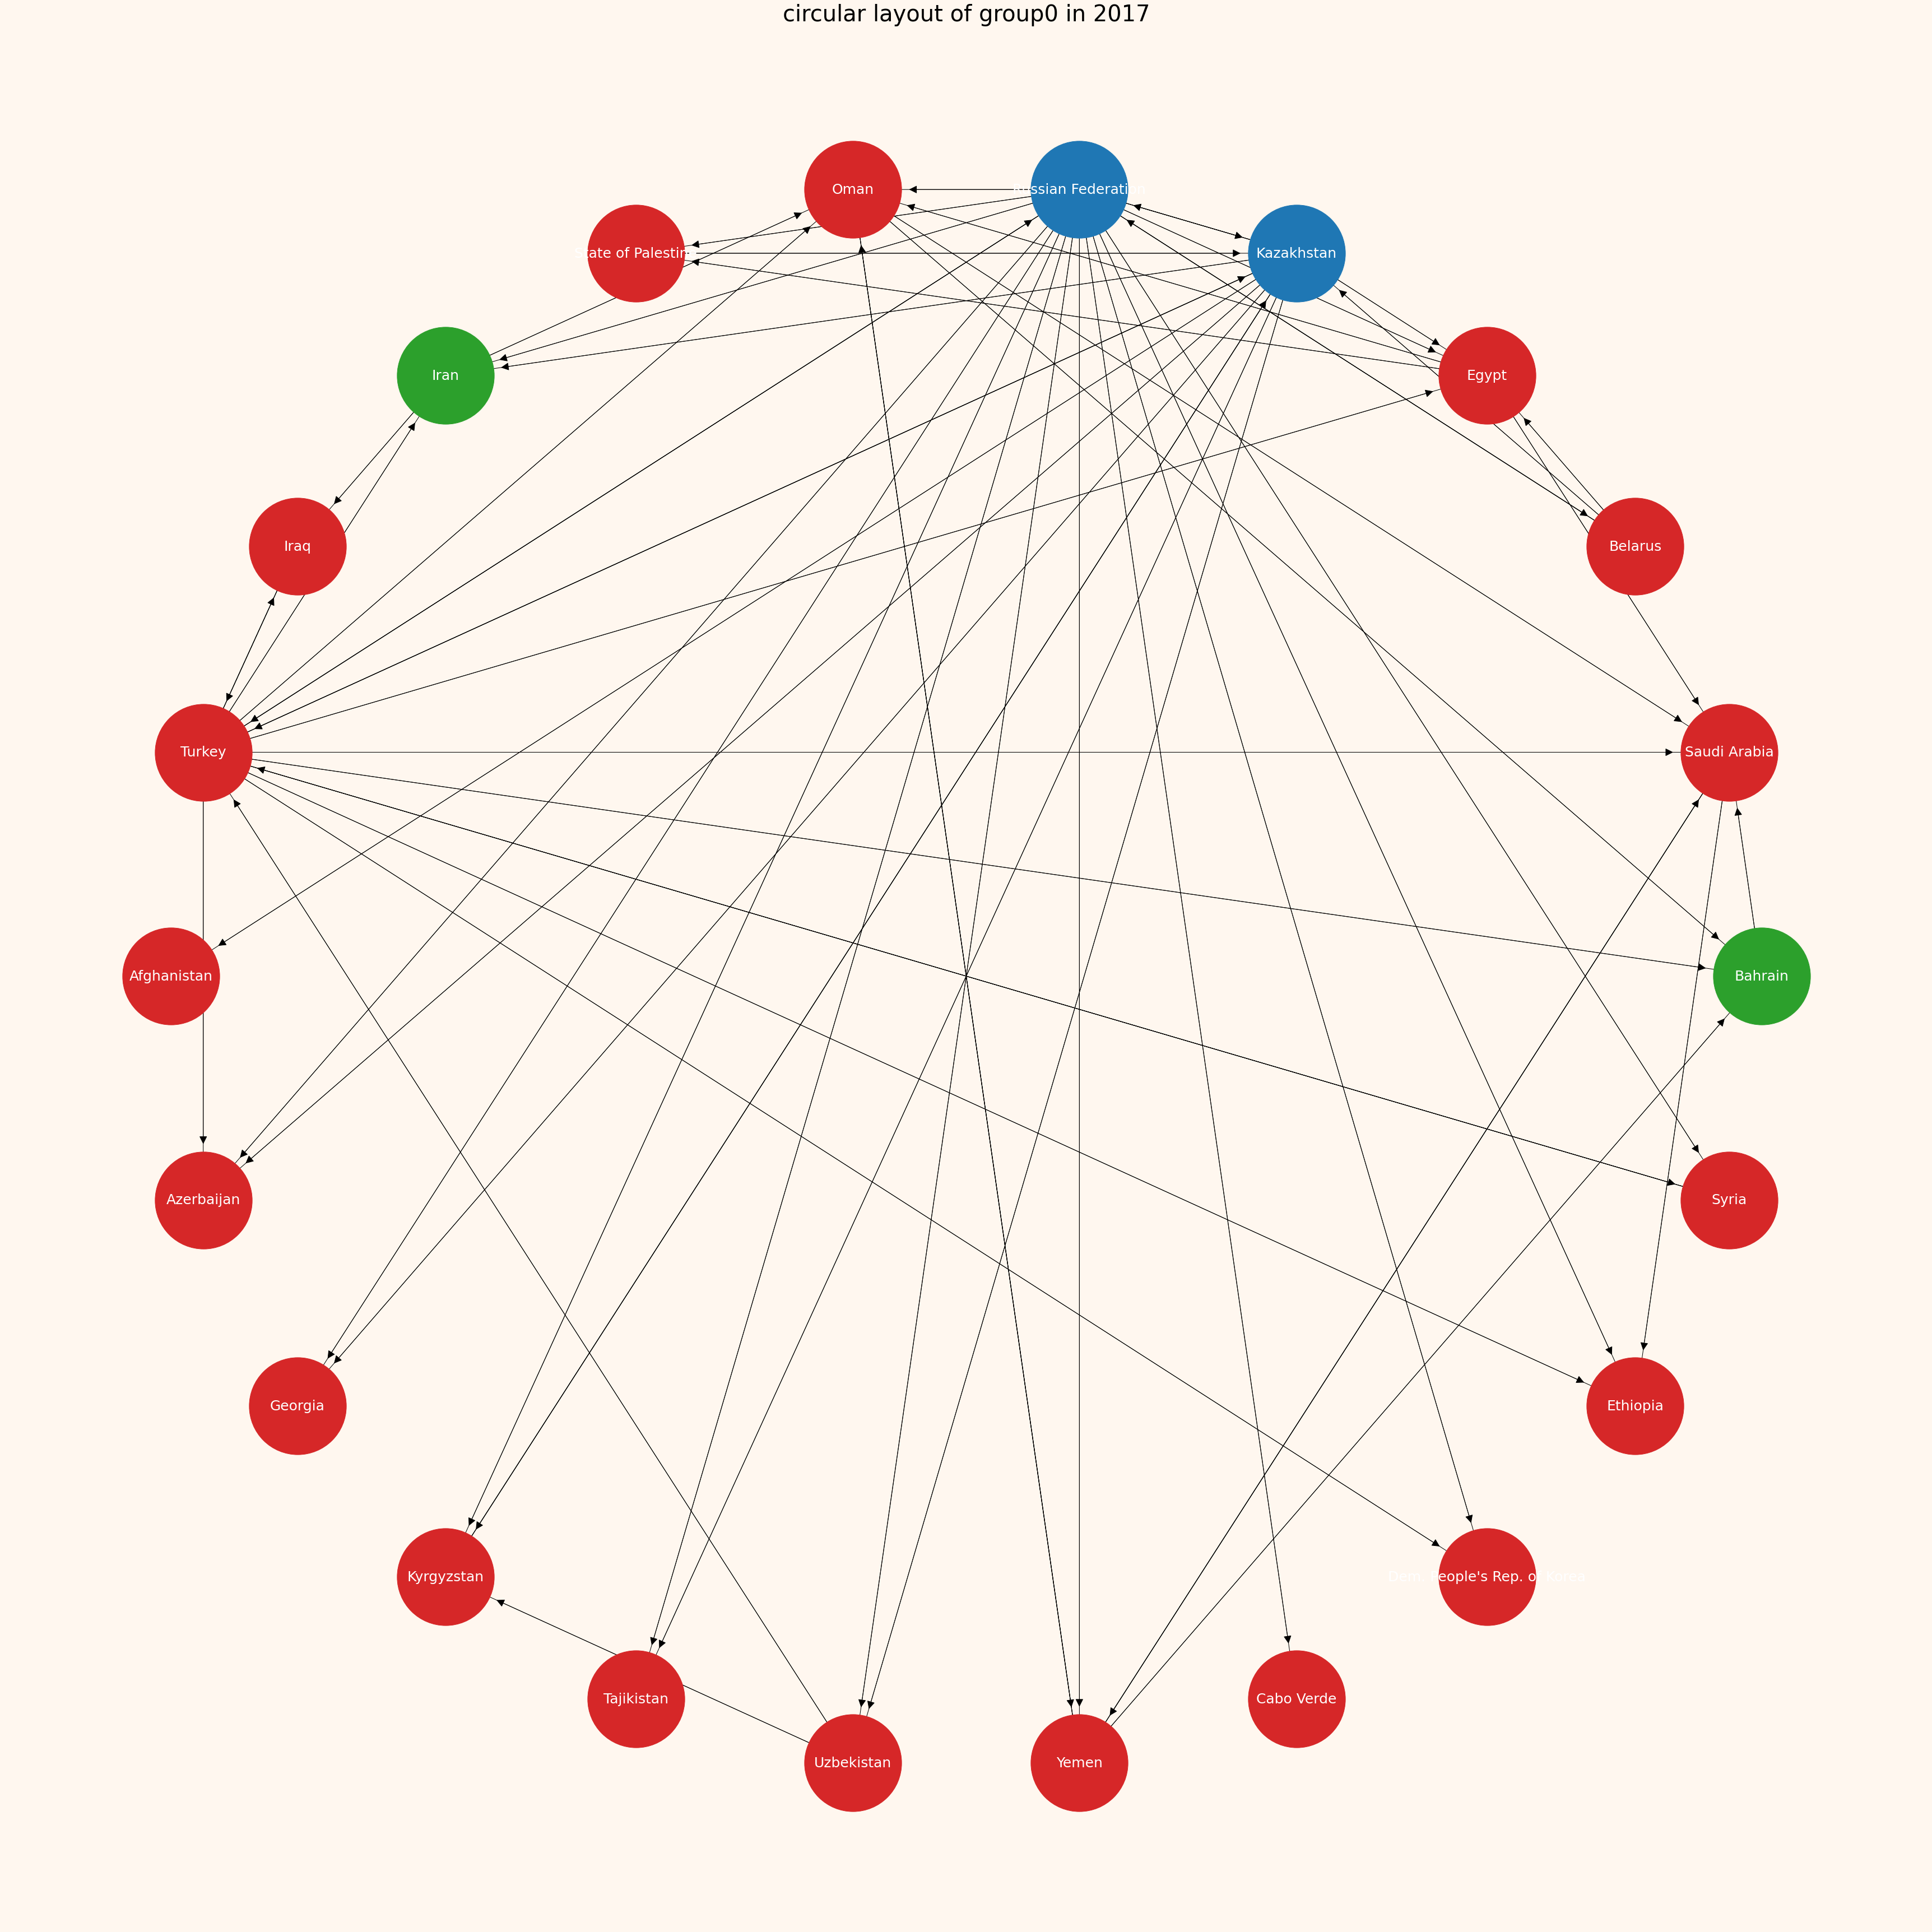 circular layout of group0 in 2017
Oman
Russian Federation
State of Palestine
Kazakhstan
Iran
Egypt
Iraq
Belarus
Turkey
Saudi Arabia
Afghanistan
Bahrain
Azerbaijan
Syria
Georgia
Ethiopia
Kyrgyzstan
Dem. People's Rep. of Korea
Tajikistan
Cabo Verde
Uzbekistan
Yemen